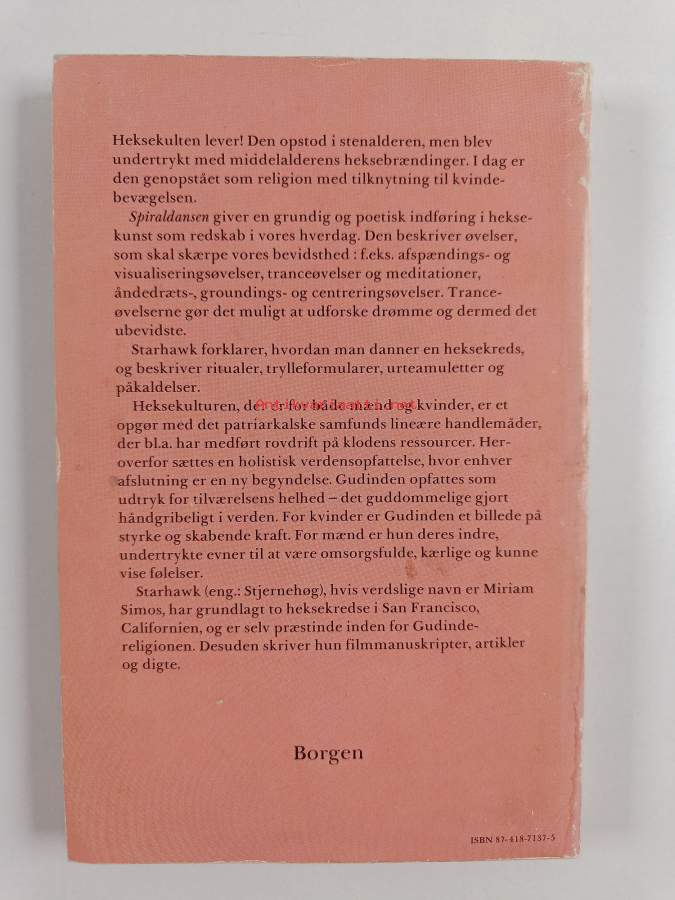 Heksekulten lever! Den opstod i stenalderen, men blev
undertrykt med middelalderens heksebrændinger. I dag er
den genopstået som religion med tilknytning til kvinde-
bevægelsen.
Spiraldansen giver en grundig og poetisk indføring i hekse-
kunst som redskab i vores hverdag. Den beskriver øvelser,
som skal skærpe vores bevidsthed : f.eks. afspændings- og
visualiseringsøvelser, tranceøvelser og meditationer,
åndedræts-, groundings- og centreringsøvelser. Trance-
øvelserne gør det muligt at udforske drømme og dermed det
ubevidste.
Starhawk forklarer, hvordan man danner en heksekreds,
og beskriver ritualer, trylleformularer, urteamuletter og
påkaldelser.
Antikvariaatti.net
Heksekulturen, der er for både mænd og kvinder, er et
opgør med det patriarkalske samfunds lineære handlemåder,
der bl.a. har medført rovdrift på klodens ressourcer. Her-
overfor sættes en holistisk verdensopfattelse, hvor enhver
afslutning er en ny begyndelse. Gudinden opfattes som
udtryk for tilværelsens helhed – det guddommelige gjort
håndgribeligt i verden. For kvinder er Gudinden et billede på
styrke og skabende kraft. For mænd er hun deres indre,
undertrykte evner til at være omsorgsfulde, kærlige og kunne
vise følelser.
Starhawk (eng.: Stjernehøg), hvis verdslige navn er Miriam
Simos, har grundlagt to heksekredse i San Francisco,
Californien, og er selv præstinde inden for Gudinde-
religionen. Desuden skriver hun filmmanuskripter, artikler
og digte.
Borgen
ISBN 87-418-7137-5